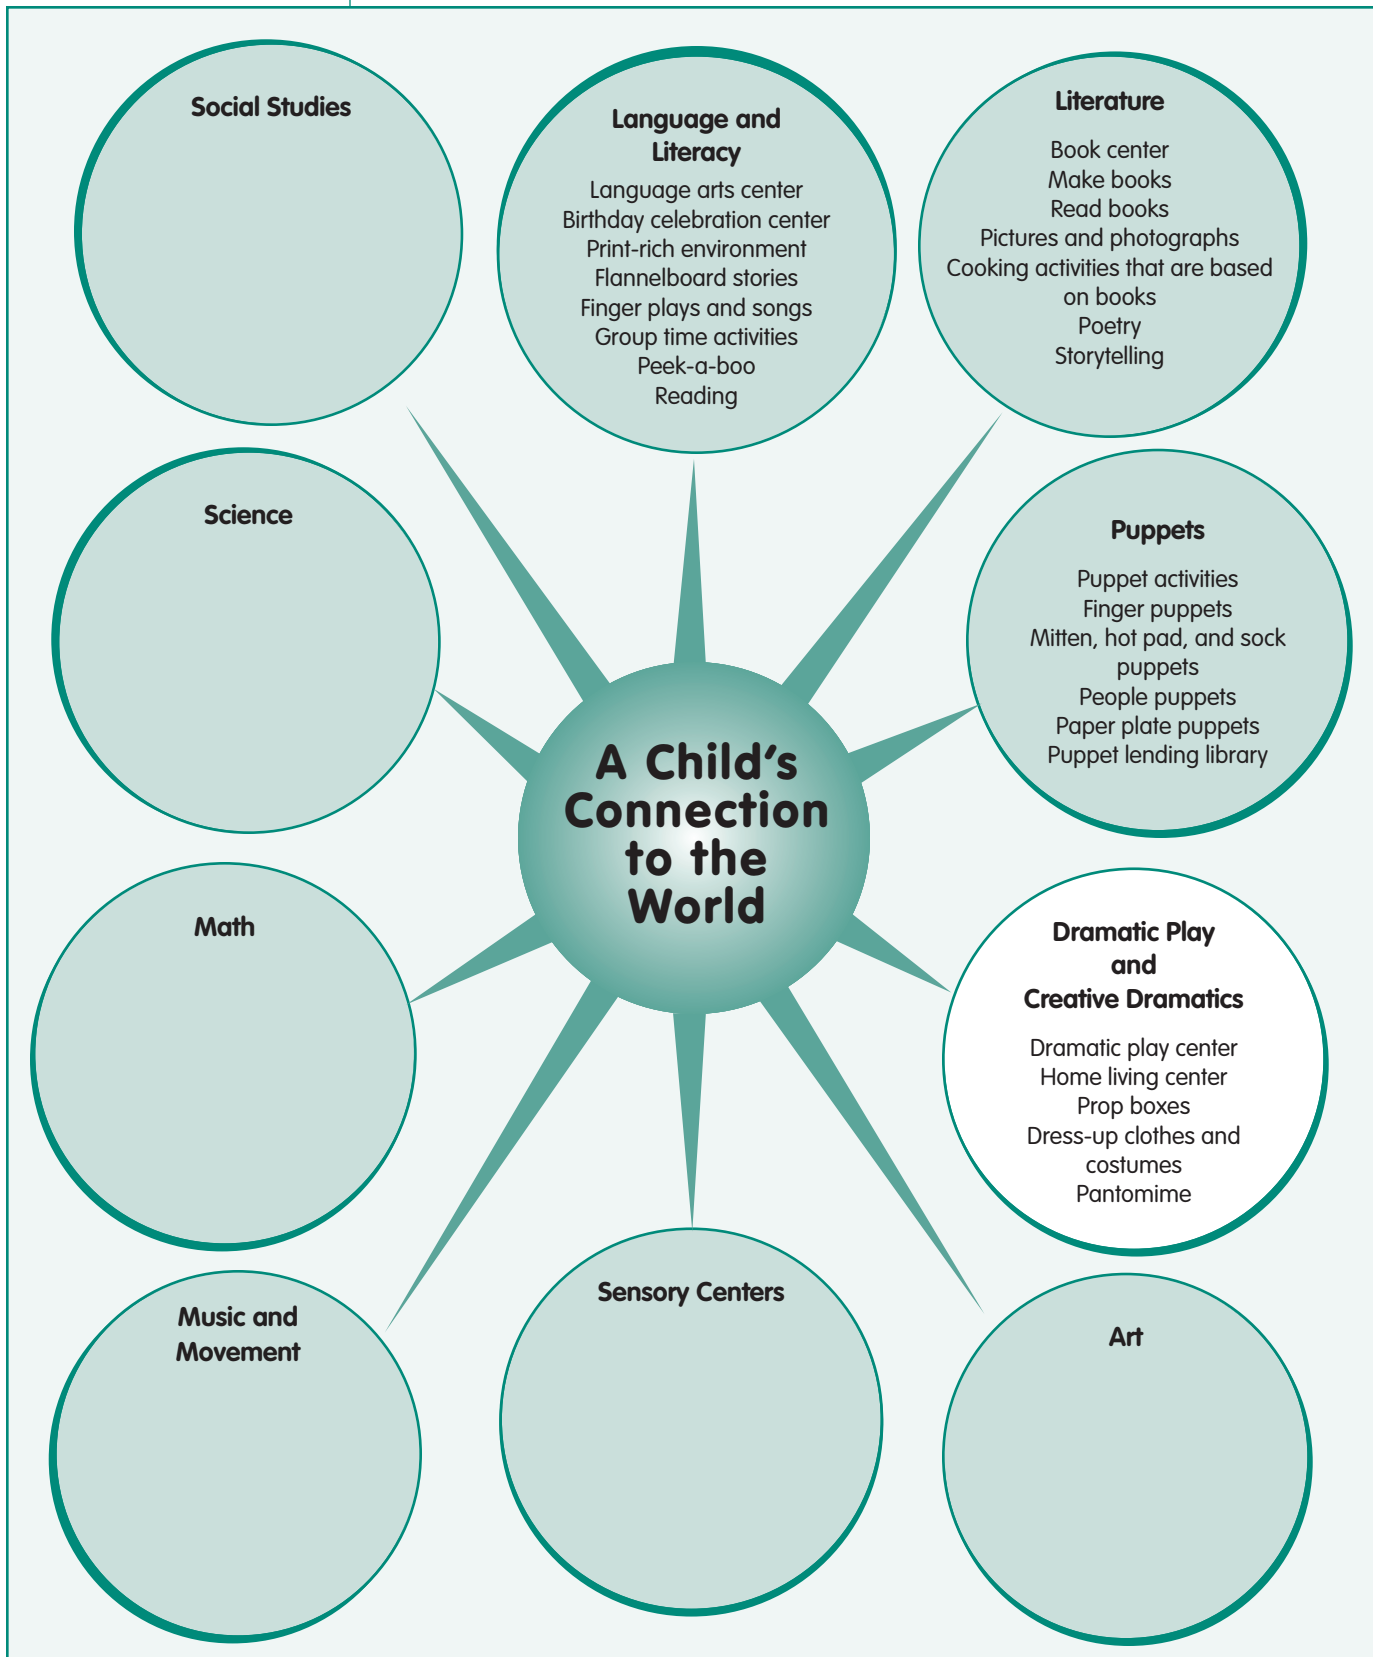 Social Studies
Language and
Literacy
Language arts center
Birthday celebration center
Print-rich environment
Flannelboard stories
Finger plays and songs
Group time activities
Peek-a-boo
Reading
Literature
Book center
Make books
Read books
Pictures and photographs
Cooking activities that are based
on books
Poetry
Storytelling
Science
Puppets
Puppet activities
Finger puppets
Mitten, hot pad, and sock
puppets
People puppets
Paper plate puppets
Puppet lending library
A Child's
Connection
to the
World
Math
Dramatic Play
and
Creative Dramatics
Dramatic play center
Home living center
Prop boxes
Dress-up clothes and
costumes
Pantomime
Music and
Movement
Sensory Centers
Art